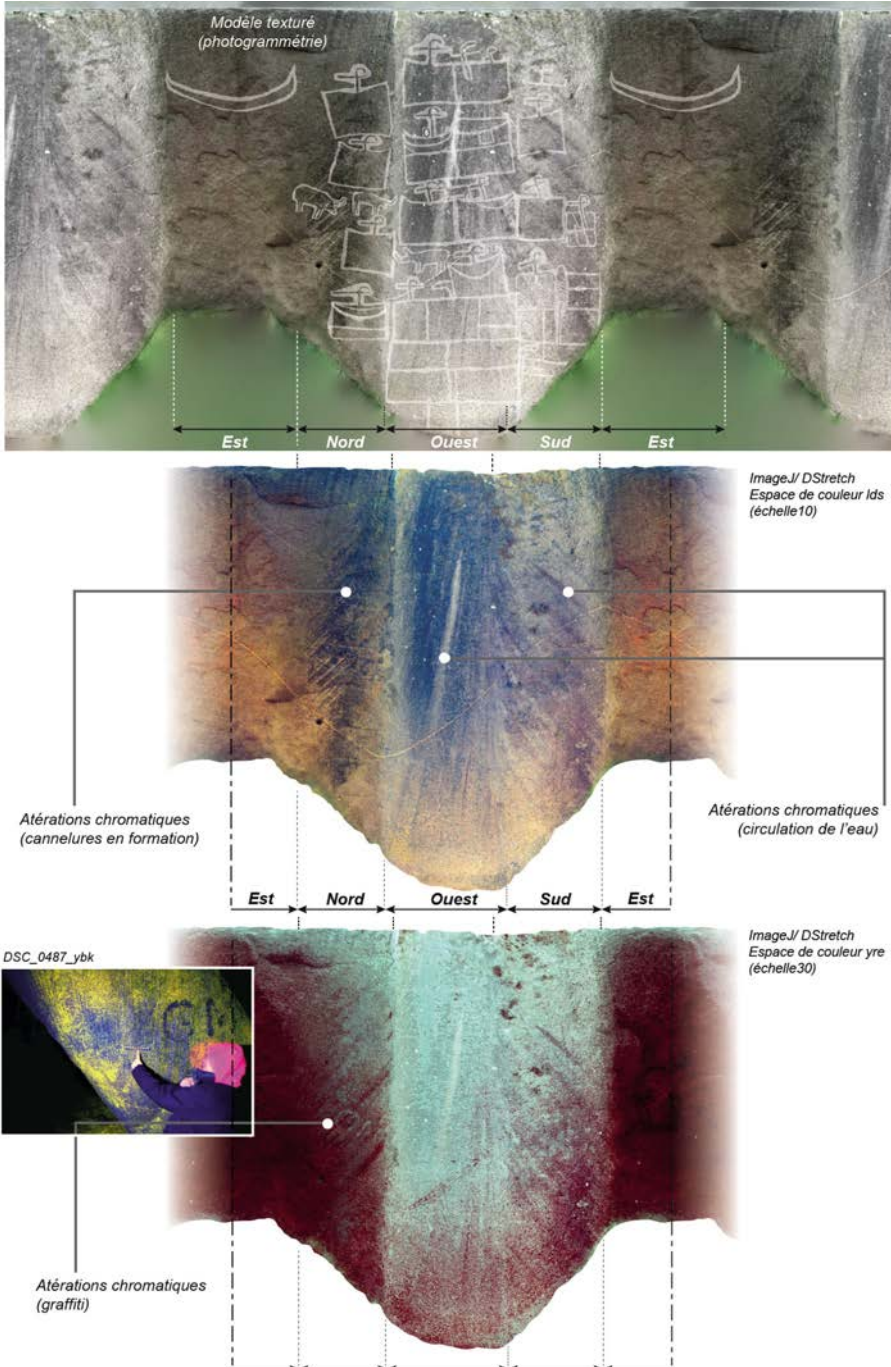 Modèle texturé
(photogrammétrie)
Est
Nord
Ouest
Sud
Est
ImageJ/ DStretch
Espace de couleur lds
(échelle10)
Atérations chromatiques
(cannelures en formation)
Atérations chromatiques
(circulation de l'eau)
Est
Nord
Ouest
Sud
Est
DSC_0487_ybk
ImageJ/ DStretch
Espace de couleur yre
(échelle30)
GM
Atérations chromatiques
(graffiti)